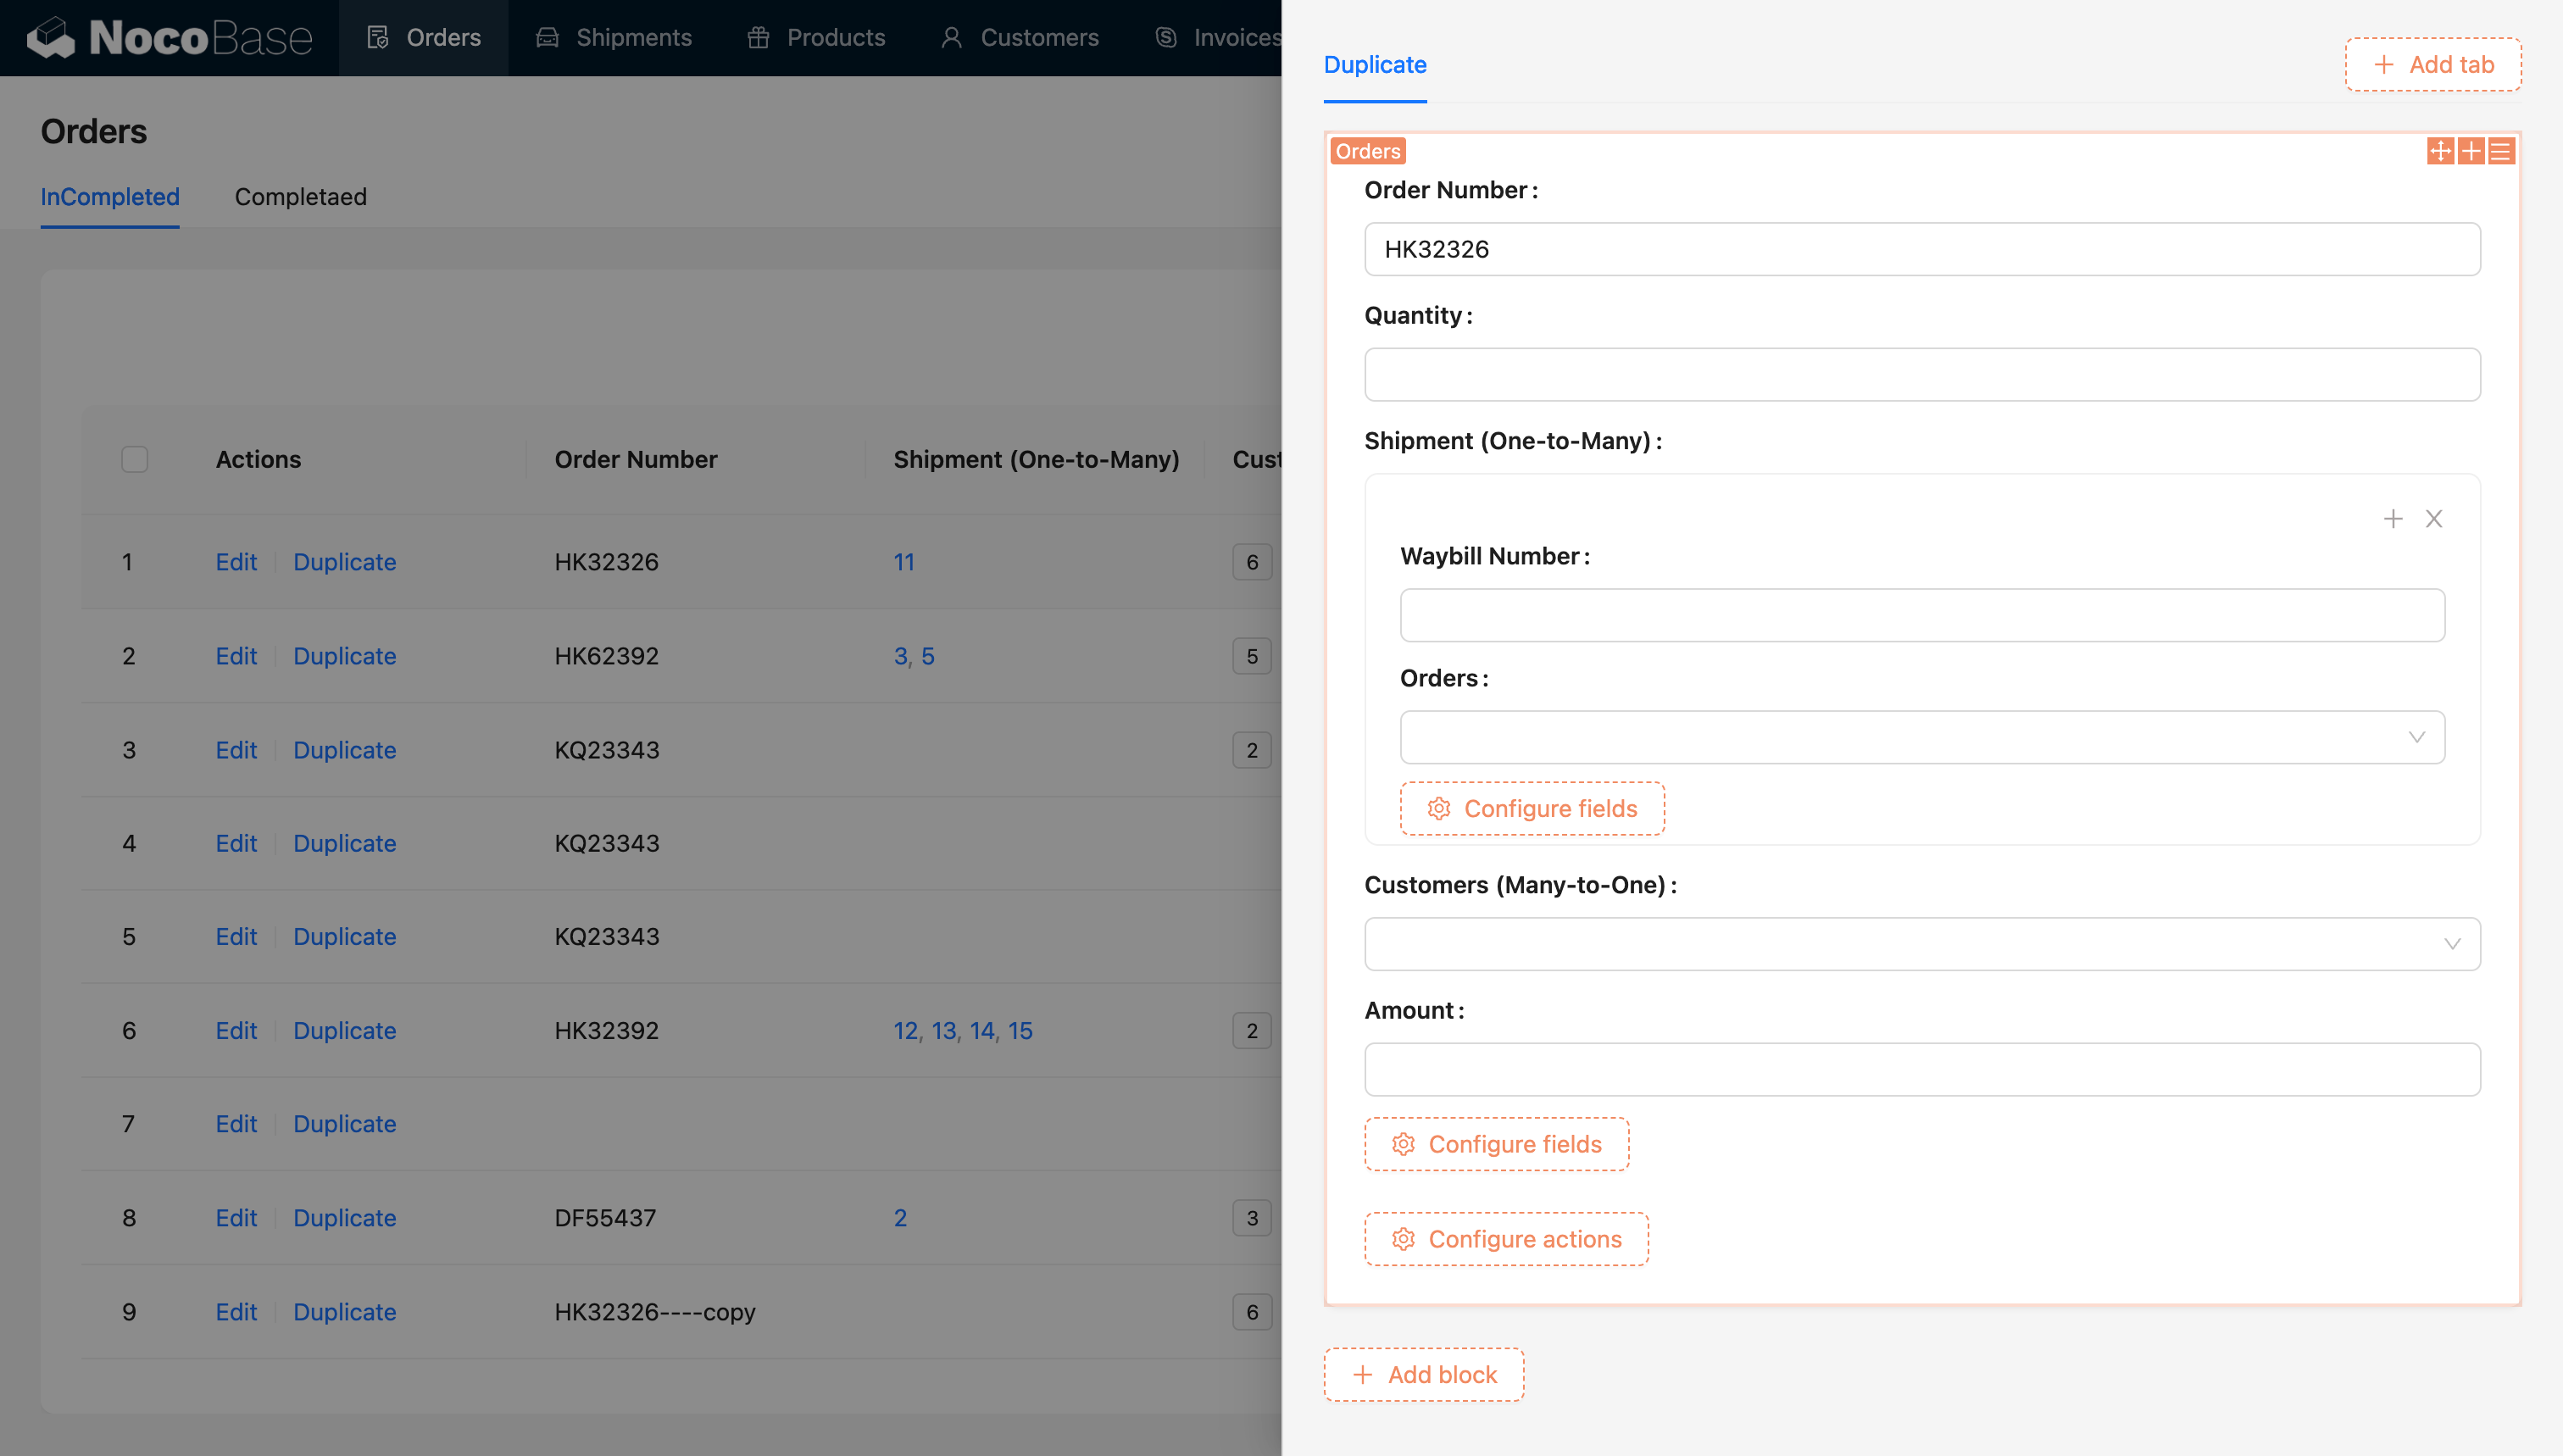 NocoBase Orders Shipments Products Customers Invoices
Orders
InCompleted Completaed
Actions Order Number Shipment (One-to-Many) Cust
1 Edit Duplicate HK32326 11 6
2 Edit Duplicate HK62392 3, 5 5
3 Edit Duplicate KQ23343 2
4 Edit Duplicate KQ23343
5 Edit Duplicate KQ23343
6 Edit Duplicate HK32392 12, 13, 14, 15 2
7 Edit Duplicate
8 Edit Duplicate DF55437 2 3
9 Edit Duplicate HK32326----copy 6
Duplicate Add tab
Orders
Order Number:
HK32326
Quantity:
Shipment (One-to-Many):
Waybill Number:
Orders:
Configure fields
Customers (Many-to-One):
Amount:
Configure fields
Configure actions
Add block